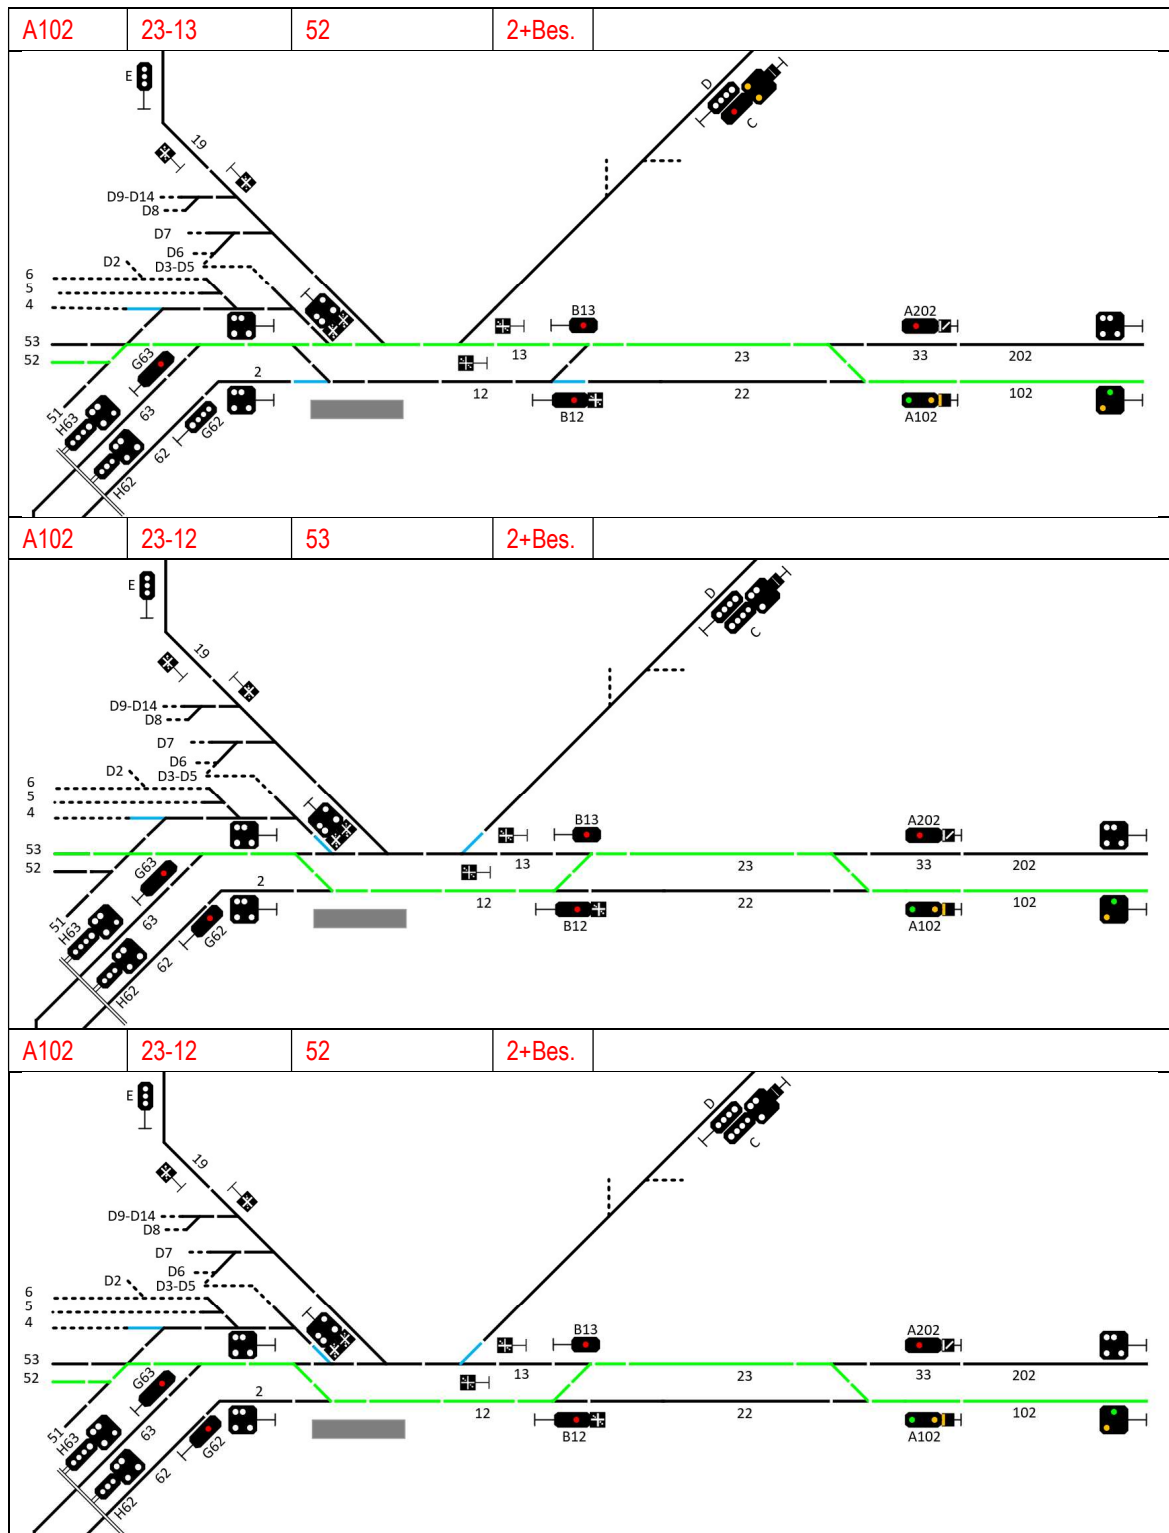 A102 23-13 52 2+Bes.
E
D
C
19
D9-D14
D8
D7
D6
D2
D3-D5
6
5
4
B13
A202
53
13
23
33
202
52
G63
2
12
22
102
B12
A102
51
H63
63
G62
62
H62
A102 23-12 53 2+Bes.
E
D
C
19
D9-D14
D8
D7
D6
D2
D3-D5
6
5
4
B13
A202
53
13
23
33
202
52
G63
2
12
22
102
B12
A102
51
H63
63
G62
62
H62
A102 23-12 52 2+Bes.
E
D
C
19
D9-D14
D8
D7
D6
D2
D3-D5
6
5
4
B13
A202
53
13
23
33
202
52
G63
2
12
22
102
B12
A102
51
H63
63
G62
62
H62